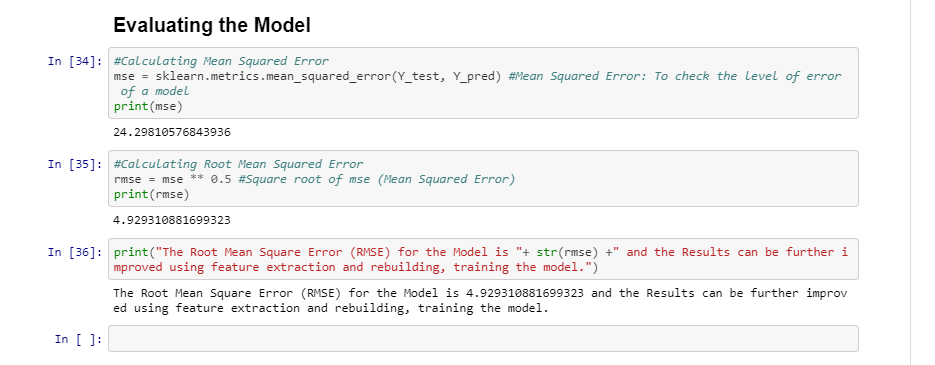 Evaluating the Model
In [34]: #Calculating Mean Squared Error
mse = sklearn.metrics.mean_squared_error(Y_test, Y_pred) #Mean Squared Error: To check the level of error
of a model
print(mse)
24.29810576843936
In [35]: #Calculating Root Mean Squared Error
rmse = mse ** 0.5 #Square root of mse (Mean Squared Error)
print(rmse)
4.929310881699323
In [36]: print("The Root Mean Square Error (RMSE) for the Model is "+ str(rmse) +" and the Results can be further i
mproved using feature extraction and rebuilding, training the model.")
The Root Mean Square Error (RMSE) for the Model is 4.929310881699323 and the Results can be further improv
ed using feature extraction and rebuilding, training the model.
In [ ]: